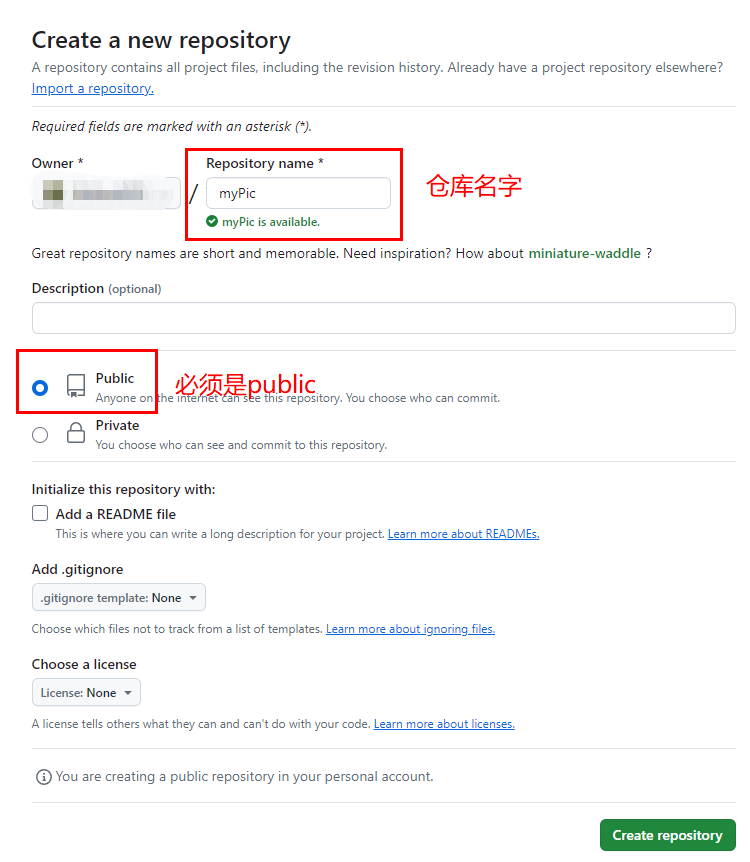 Create a new repository
A repository contains all project files, including the revision history. Already have a project repository elsewhere?
Import a repository.
Required fields are marked with an asterisk (*).
Owner *
Repository name *
/
myPic
仓库名字
myPic is available.
Great repository names are short and memorable. Need inspiration? How about miniature-waddle ?
Description (optional)
Public
必须是public
Anyone on the internet can see this repository. You choose who can commit.
Private
You choose who can see and commit to this repository.
Initialize this repository with:
Add a README file
This is where you can write a long description for your project. Learn more about READMEs.
Add .gitignore
.gitignore template: None
Choose which files not to track from a list of templates. Learn more about ignoring files.
Choose a license
License: None
A license tells others what they can and can't do with your code. Learn more about licenses.
You are creating a public repository in your personal account.
Create repository